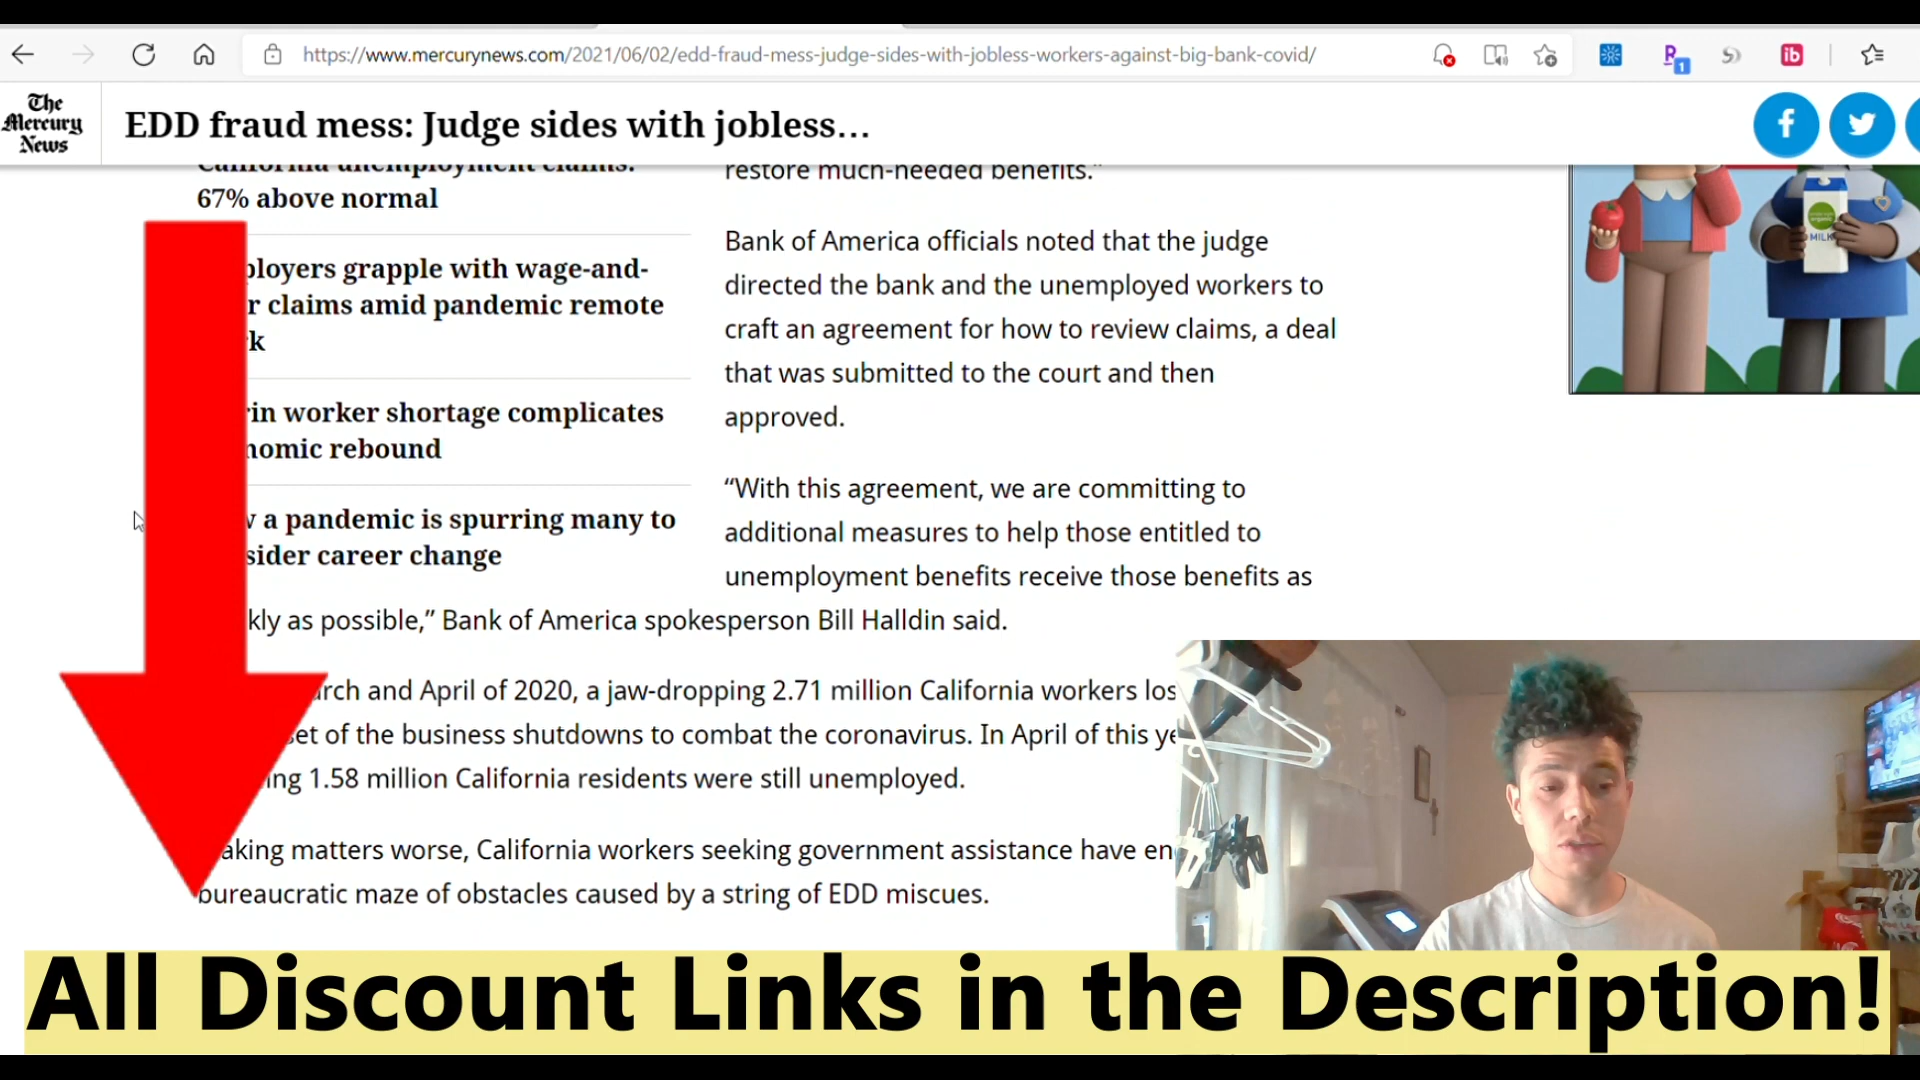 https://www.mercurynews.com/2021/06/02/edd-fraud-mess-judge-sides-with-jobless-workers-against-big-bank-covid/
1
ib
The
Mercury
News
EDD fraud mess: Judge sides with jobless...
California unemployment claims:
67% above normal
ployers grapple with wage-and-
r claims amid pandemic remote
k
rin worker shortage complicates
nomic rebound
a pandemic is spurring many to
sider career change
restore much-needed benefits.”
Bank of America officials noted that the judge
directed the bank and the unemployed workers to
craft an agreement for how to review claims, a deal
that was submitted to the court and then
approved.
“With this agreement, we are committing to
additional measures to help those entitled to
unemployment benefits receive those benefits as
kly as possible,” Bank of America spokesperson Bill Halldin said.
rch and April of 2020, a jaw-dropping 2.71 million California workers los
set of the business shutdowns to combat the coronavirus. In April of this ye
ing 1.58 million California residents were still unemployed.
aking matters worse, California workers seeking government assistance have en
bureaucratic maze of obstacles caused by a string of EDD miscues.
MILK
All Discount Links in the Description!